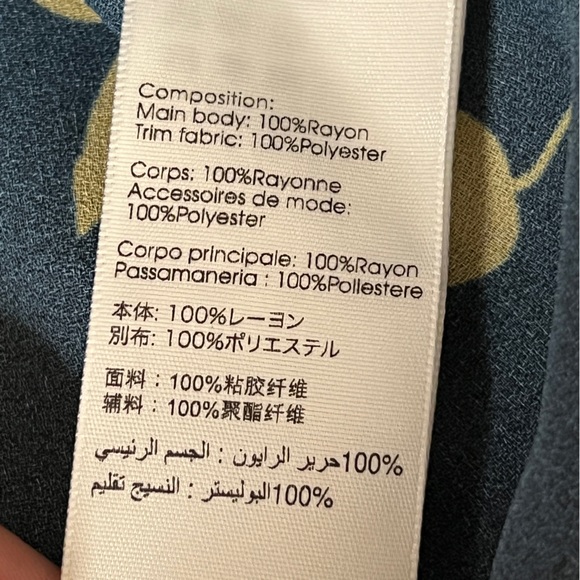 Composition:
Main body: 100%Rayon
Trim fabric: 100%Polyester
Corps: 100%Rayonne
Accessoires de mode:
100%Polyester
Corpo principale: 100%Rayon
Passamaneria : 100%Poliestere
本体: 100%レーヨン
別布: 100%ポリエステル
面料：100%粘胶纤维
辅料：100%聚酯纤维
100%حرير الرايون : الجسم الرئيسي
100%البوليستر : النسيج تقليم